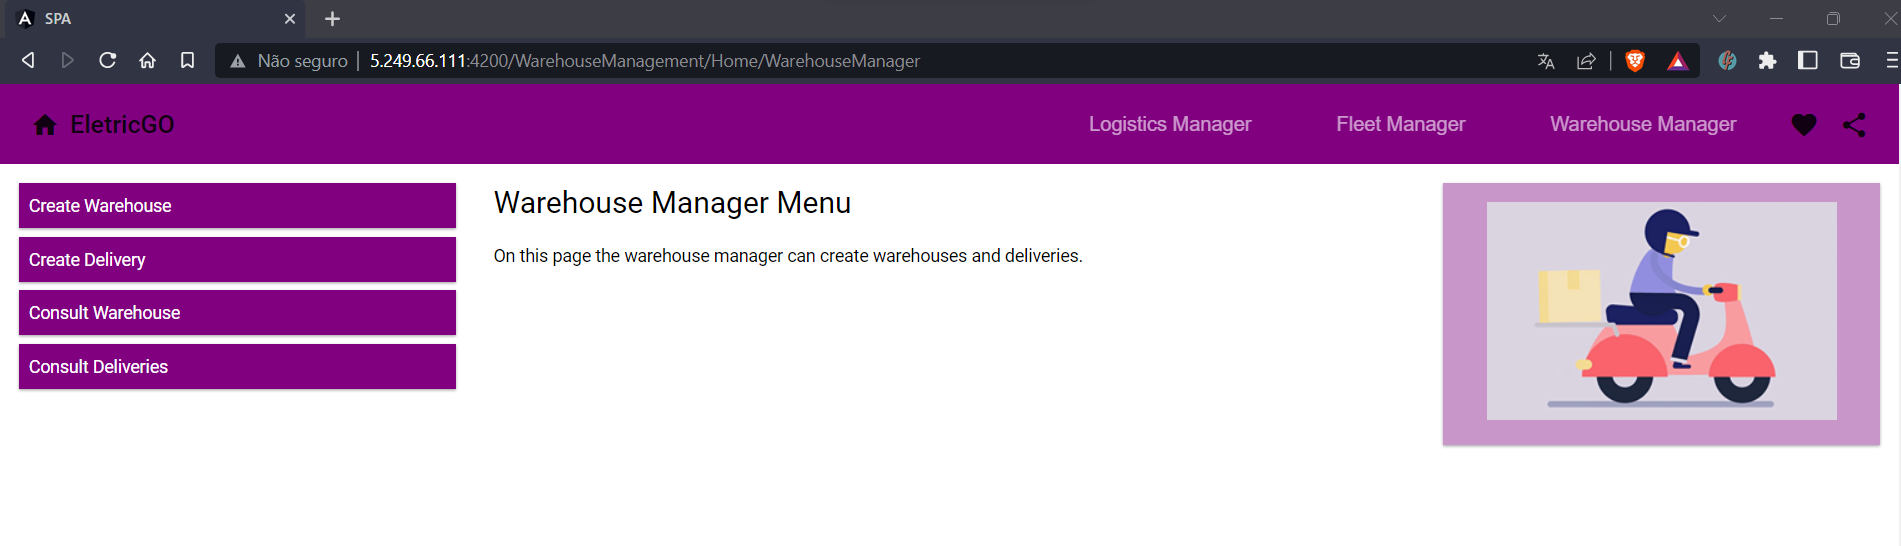 SPA
Não seguro | 5.249.66.111:4200/WarehouseManagement/Home/WarehouseManager
EletricGO
Logistics Manager
Fleet Manager
Warehouse Manager
Create Warehouse
Create Delivery
Consult Warehouse
Consult Deliveries
Warehouse Manager Menu
On this page the warehouse manager can create warehouses and deliveries.